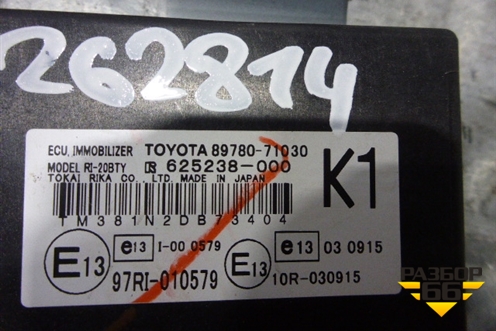 262814
ECU, IMMOBILIZER TOYOTA 89780-71030
MODEL RI-20BTY 625238-000
TOKAI RIKA CO., LTD. MADE IN JAPAN
K1
TM381N2DB73404
E13 e13 I-00 0579
97RI-010579
E13 e13 03 0915
10R-030915
РАЗБОР
66